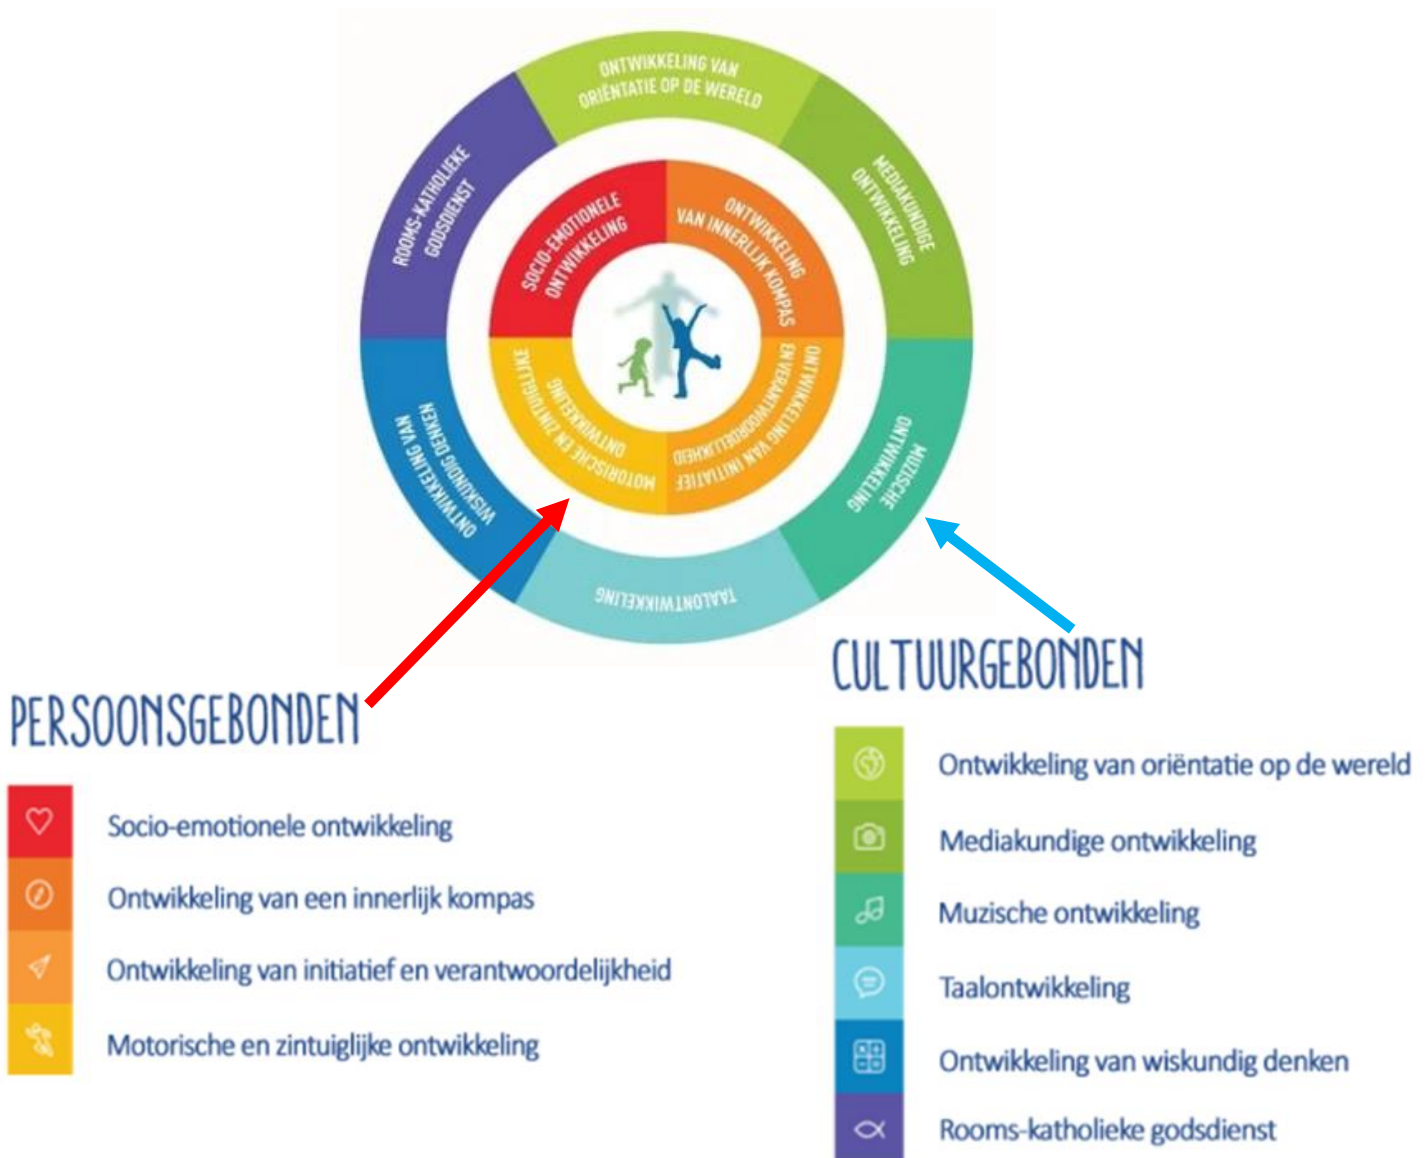 ONTWIKKELING VAN
ORIËNTATIE OP DE WERELD
MEDIAKUNDIGE
ONTWIKKELING
MUZISCHE
ONTWIKKELING
TAALONTWIKKELING
ONTWIKKELING VAN
WISKUNDIG DENKEN
ROOMS-KATHOLIEKE
GODSDIENST
SOCIO-EMOTIONELE
ONTWIKKELING
ONTWIKKELING
VAN INNERLIJK KOMPAS
ONTWIKKELING VAN INITIATIEF
EN VERANTWOORDELIJKHEID
MOTORISCHE EN ZINTUIGLIJKE
ONTWIKKELING
PERSOONSGEBONDEN
Socio-emotionele ontwikkeling
Ontwikkeling van een innerlijk kompas
Ontwikkeling van initiatief en verantwoordelijkheid
Motorische en zintuiglijke ontwikkeling
CULTUURGEBONDEN
Ontwikkeling van oriëntatie op de wereld
Mediakundige ontwikkeling
Muzische ontwikkeling
Taalontwikkeling
Ontwikkeling van wiskundig denken
Rooms-katholieke godsdienst